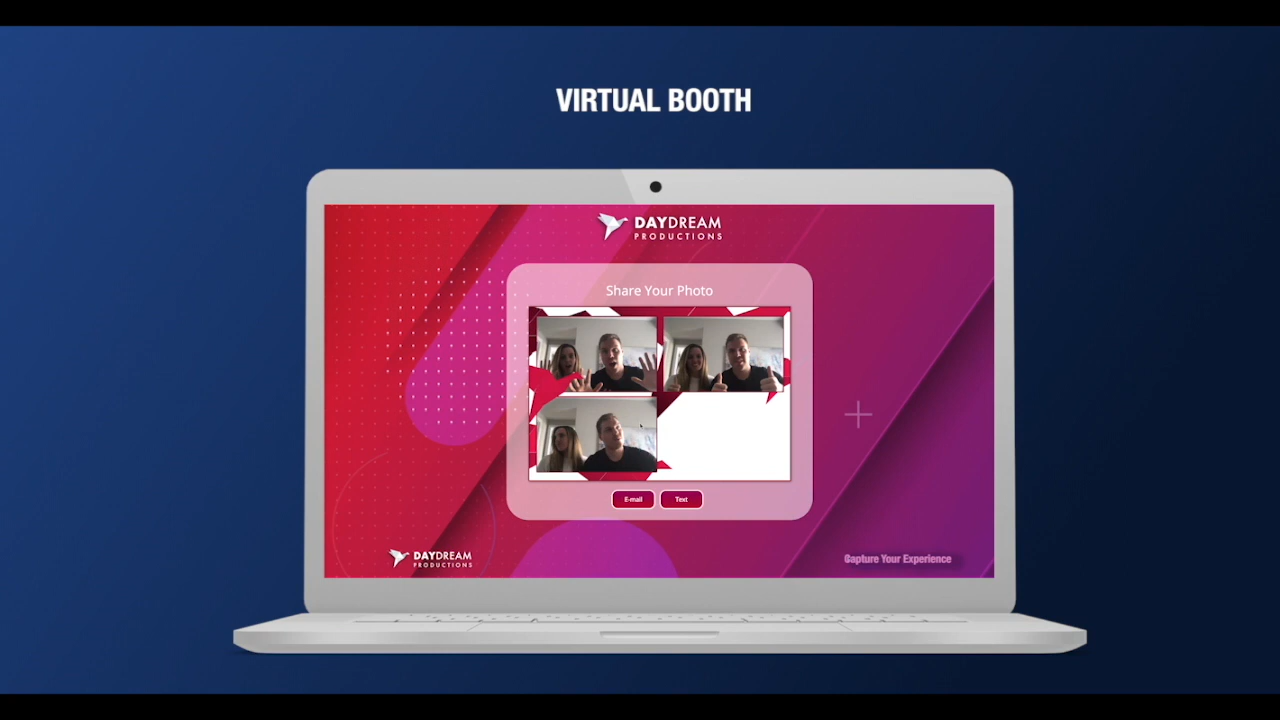 VIRTUAL BOOTH
DAYDREAM
PRODUCTIONS
Share Your Photo
E-mail
Text
DAYDREAM
PRODUCTIONS
Capture Your Experience